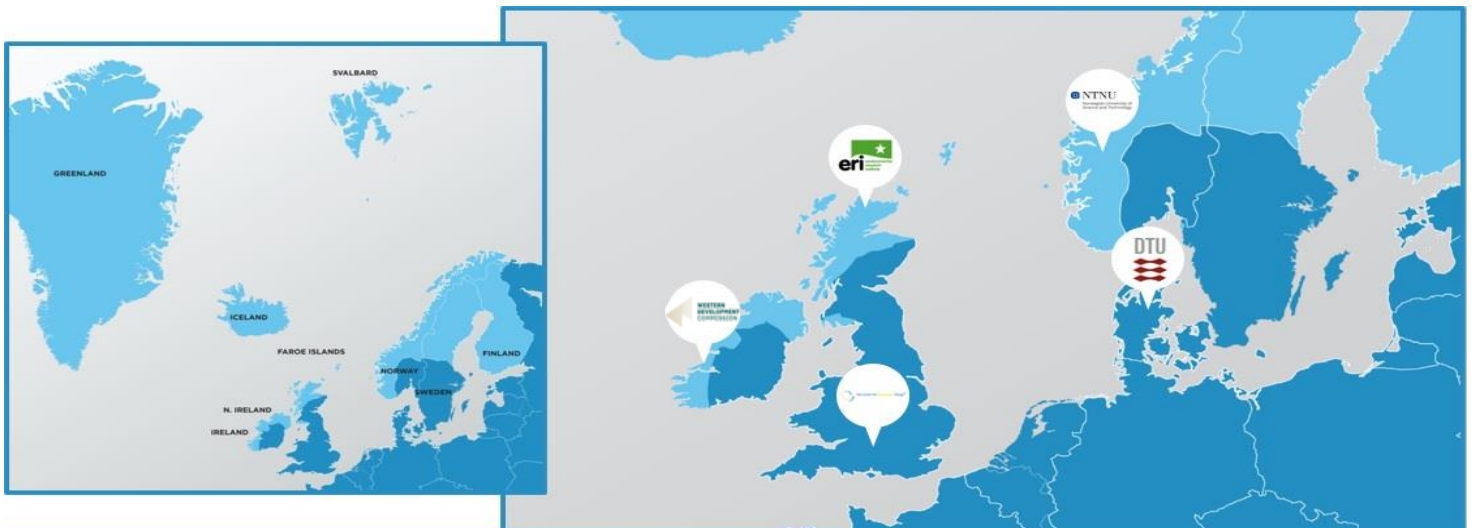 SVALBARD
GREENLAND
ICELAND
FAROE ISLANDS
FINLAND
NORWAY
SWEDEN
N. IRELAND
IRELAND
NTNU
Norwegian University of
Science and Technology
eri
DTU
WESTERN
DEVELOPMENT
COMMISSION